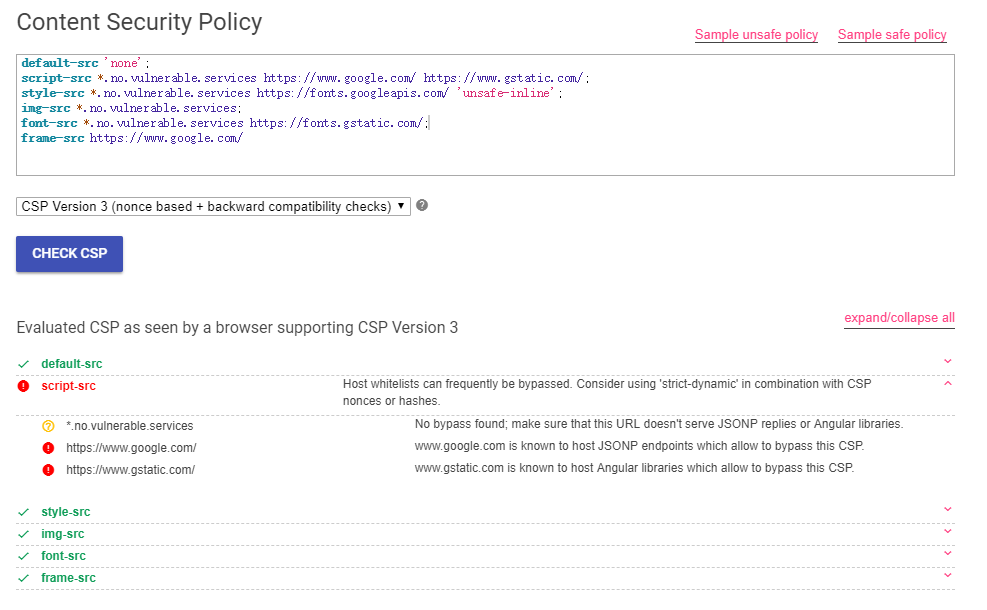 Content Security Policy
Sample unsafe policy Sample safe policy
default-src 'none';
script-src *.no.vulnerable.services https://www.google.com/ https://www.gstatic.com/;
style-src *.no.vulnerable.services https://fonts.googleapis.com/ 'unsafe-inline';
img-src *.no.vulnerable.services;
font-src *.no.vulnerable.services https://fonts.gstatic.com/;
frame-src https://www.google.com/
CSP Version 3 (nonce based + backward compatibility checks)
CHECK CSP
expand/collapse all
Evaluated CSP as seen by a browser supporting CSP Version 3
default-src
script-src Host whitelists can frequently be bypassed. Consider using 'strict-dynamic' in combination with CSP
nonces or hashes.
*.no.vulnerable.services No bypass found; make sure that this URL doesn't serve JSONP replies or Angular libraries.
https://www.google.com/ www.google.com is known to host JSONP endpoints which allow to bypass this CSP.
https://www.gstatic.com/ www.gstatic.com is known to host Angular libraries which allow to bypass this CSP.
style-src
img-src
font-src
frame-src